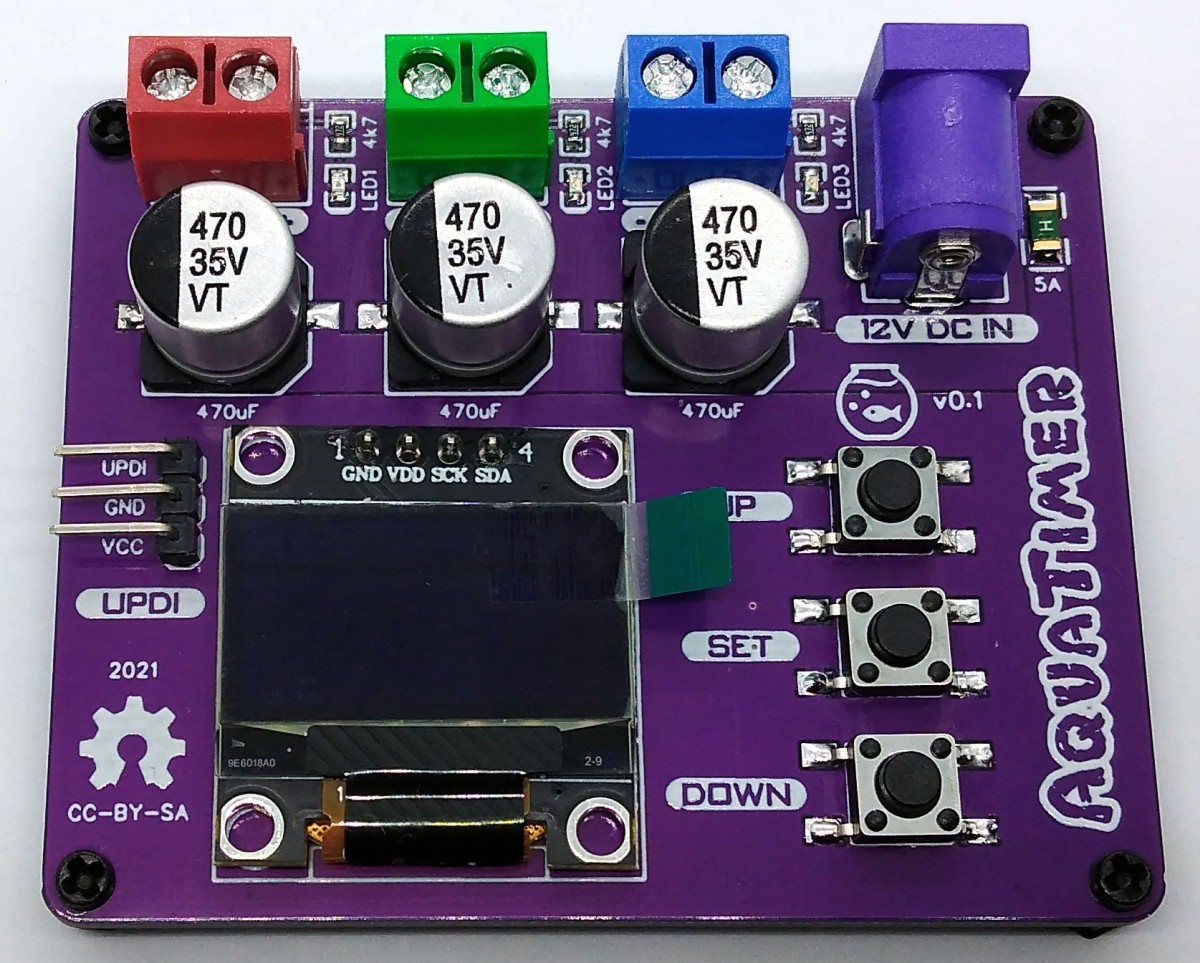 4k7
LED1
4k7
LED2
4k7
LED3
470
35V
VT
470
35V
VT
470
35V
VT
+
-
5A
12V DC IN
470uF
470uF
470uF
v0.1
AQUATIMER
1
4
GND VDD SCK SDA
UPDI
GND
VCC
UPDI
UP
SET
DOWN
2021
CC-BY-SA
9E6018A0
2-9
1